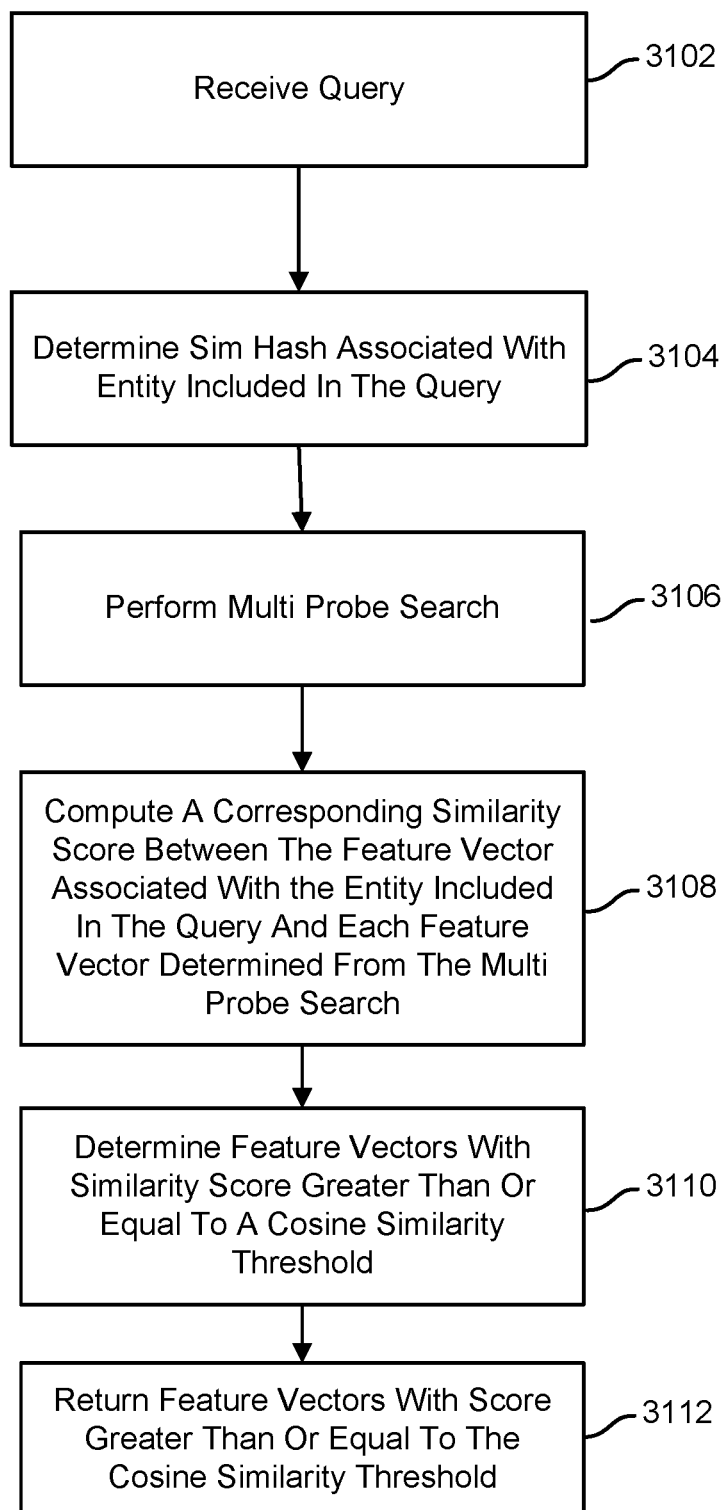 Receive Query
3102
Determine Sim Hash Associated With
Entity Included In The Query
3104
Perform Multi Probe Search
3106
Compute A Corresponding Similarity
Score Between The Feature Vector
Associated With the Entity Included
In The Query And Each Feature
Vector Determined From The Multi
Probe Search
3108
Determine Feature Vectors With
Similarity Score Greater Than Or
Equal To A Cosine Similarity
Threshold
3110
Return Feature Vectors With Score
Greater Than Or Equal To The
Cosine Similarity Threshold
3112